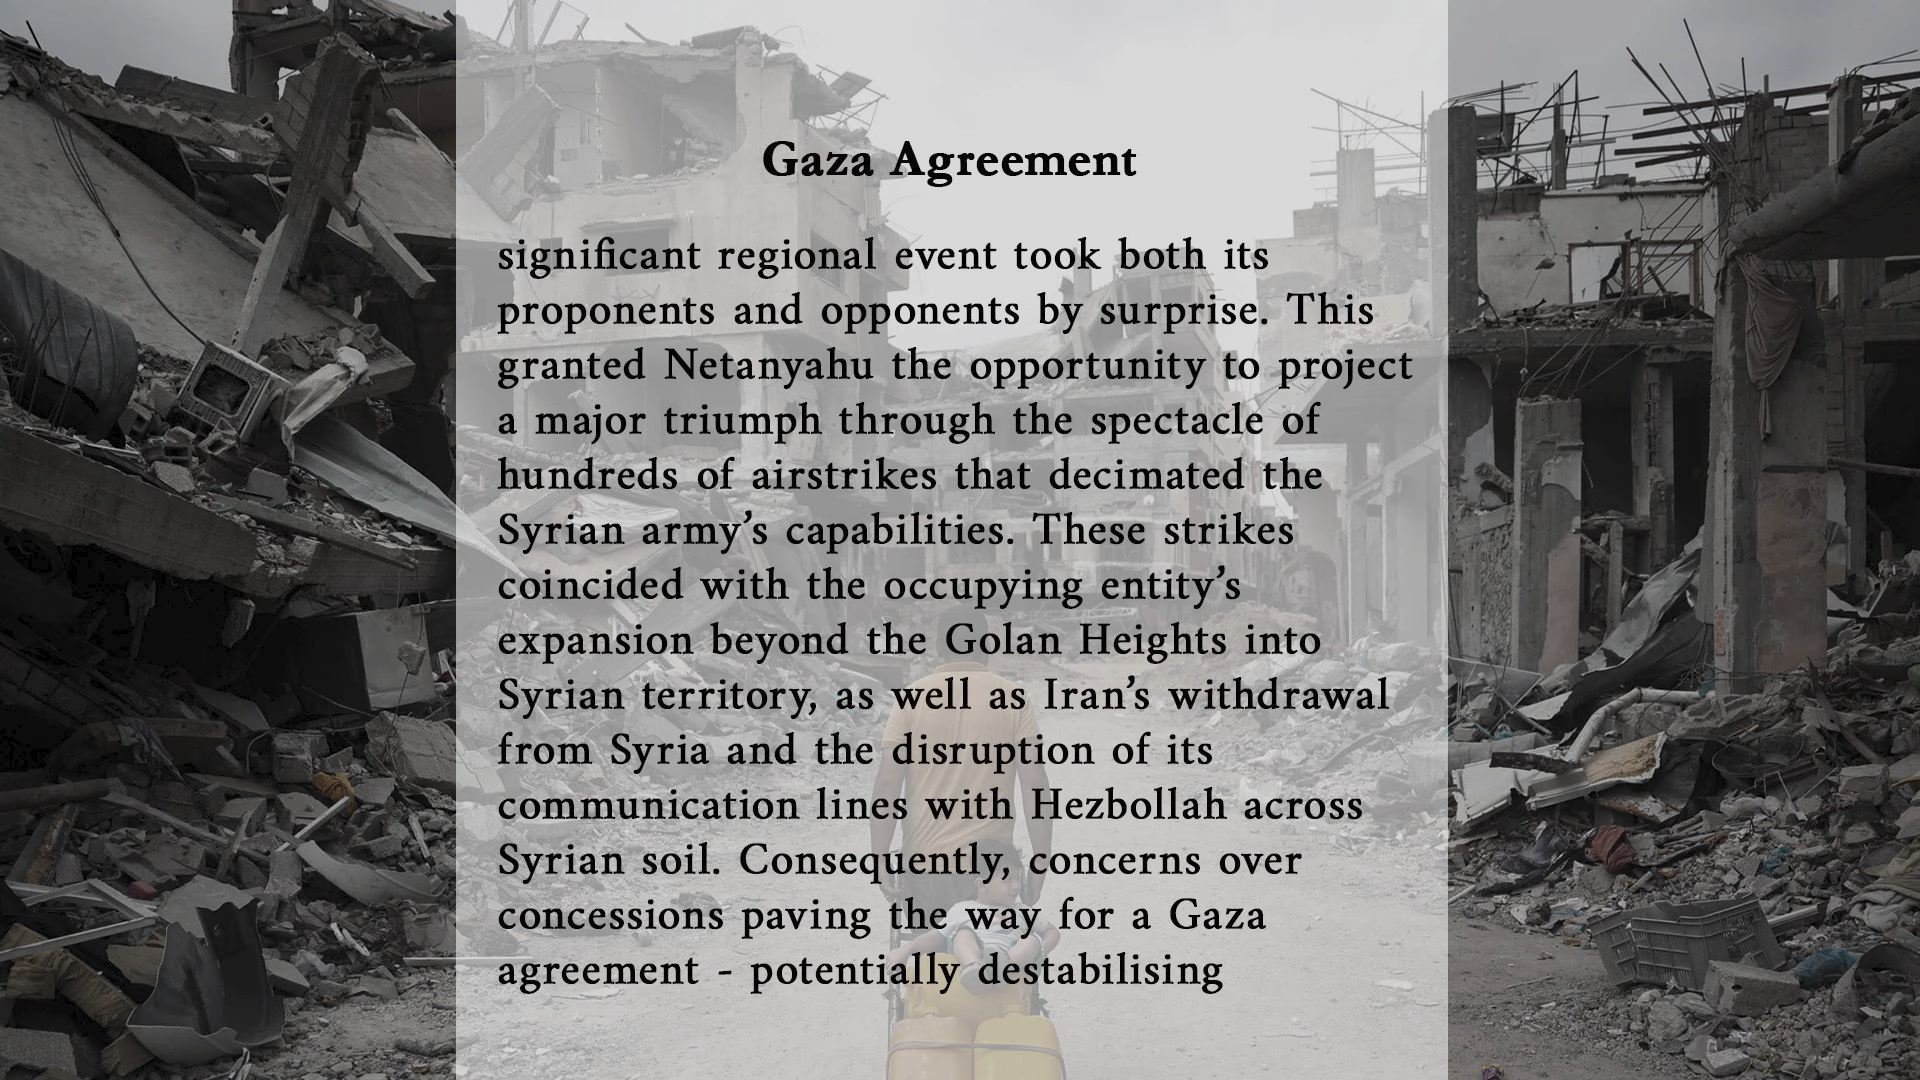 Gaza Agreement
significant regional event took both its
proponents and opponents by surprise. This
granted Netanyahu the opportunity to project
a major triumph through the spectacle of
hundreds of airstrikes that decimated the
Syrian army’s capabilities. These strikes
coincided with the occupying entity’s
expansion beyond the Golan Heights into
Syrian territory, as well as Iran’s withdrawal
from Syria and the disruption of its
communication lines with Hezbollah across
Syrian soil. Consequently, concerns over
concessions paving the way for a Gaza
agreement - potentially destabilising